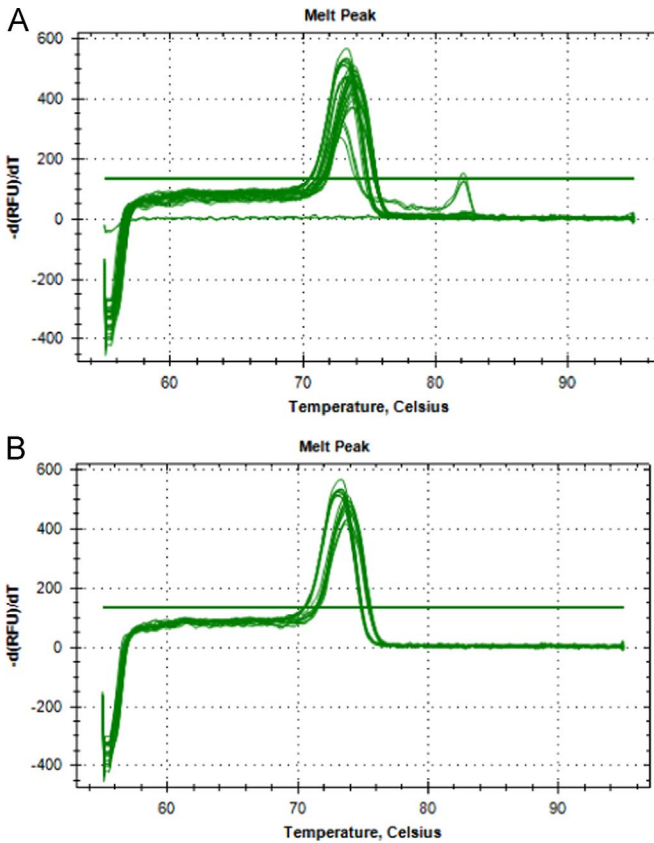 A
Melt Peak
600
400
200
0
-200
-400
-d(RFU)/dT
60 70 80 90
Temperature, Celsius
B
Melt Peak
600
400
200
0
-200
-400
-d(RFU)/dT
60 70 80 90
Temperature, Celsius